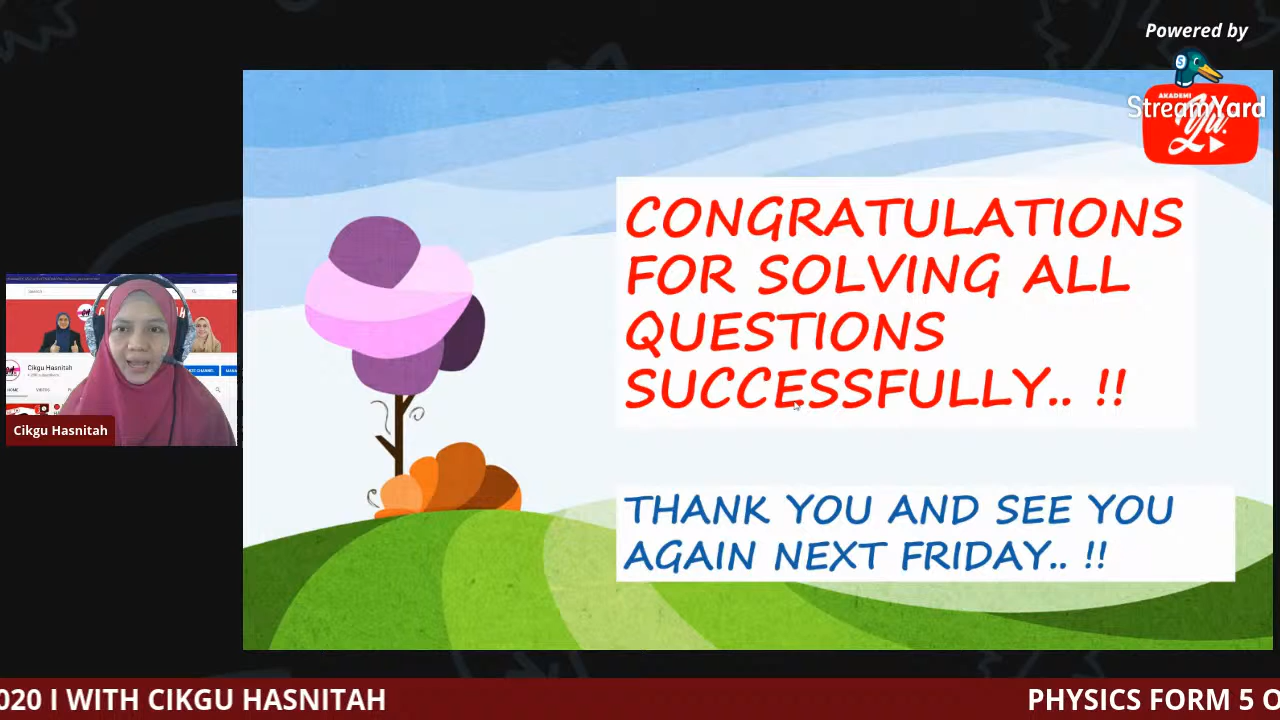 Powered by
StreamYard
AKADEMI
CONGRATULATIONS
FOR SOLVING ALL
QUESTIONS
SUCCESSFULLY.. !!
Cikgu Hasnitah
Cikgu Hasnitah
THANK YOU AND SEE YOU
AGAIN NEXT FRIDAY.. !!
020 I WITH CIKGU HASNITAH
PHYSICS FORM 5 O